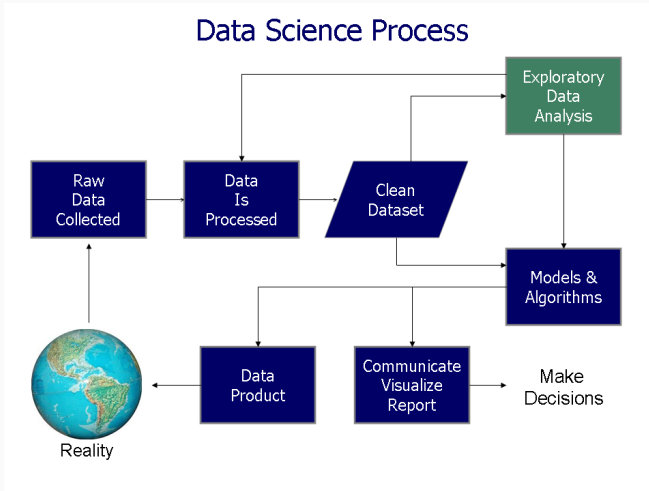 Data Science Process
Exploratory
Data
Analysis
Raw
Data
Collected
Data
Is
Processed
Clean
Dataset
Models &
Algorithms
Data
Product
Communicate
Visualize
Report
Make
Decisions
Reality